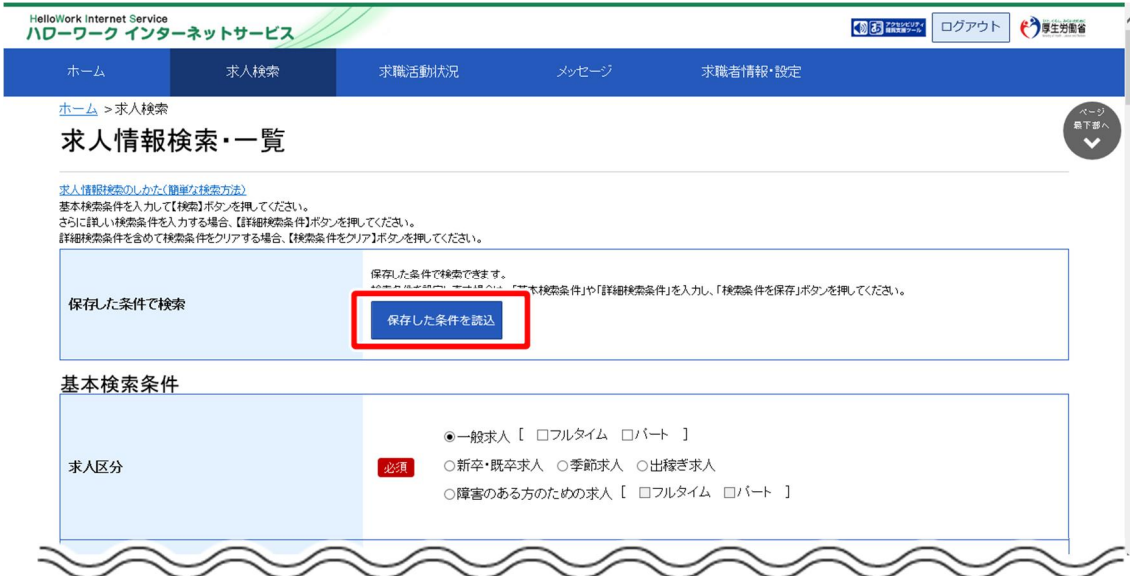 HelloWork Internet Service
ハローワーク インターネットサービス
アクセシビリティ
閲覧支援ツール
ログアウト
厚生労働省
ホーム 求人検索 求職活動状況 メッセージ 求職者情報・設定
ホーム >求人検索
ページ
最下部へ
求人情報検索・一覧
求人情報検索のしかた(簡単な検索方法)
基本検索条件を入力して【検索】ボタンを押してください。
さらに詳しい検索条件を入力する場合、【詳細検索条件】ボタンを押してください。
詳細検索条件を含めて検索条件をクリアする場合、【検索条件をクリア】ボタンを押してください。
保存した条件で検索
保存した条件で検索できます。
「基本検索条件」や「詳細検索条件」を入力し、「検索条件を保存」ボタンを押してください。
保存した条件を読込
基本検索条件
求人区分
必須
一般求人 [ フルタイム パート ]
新卒・既卒求人 季節求人 出稼ぎ求人
障害のある方のための求人 [ フルタイム パート ]